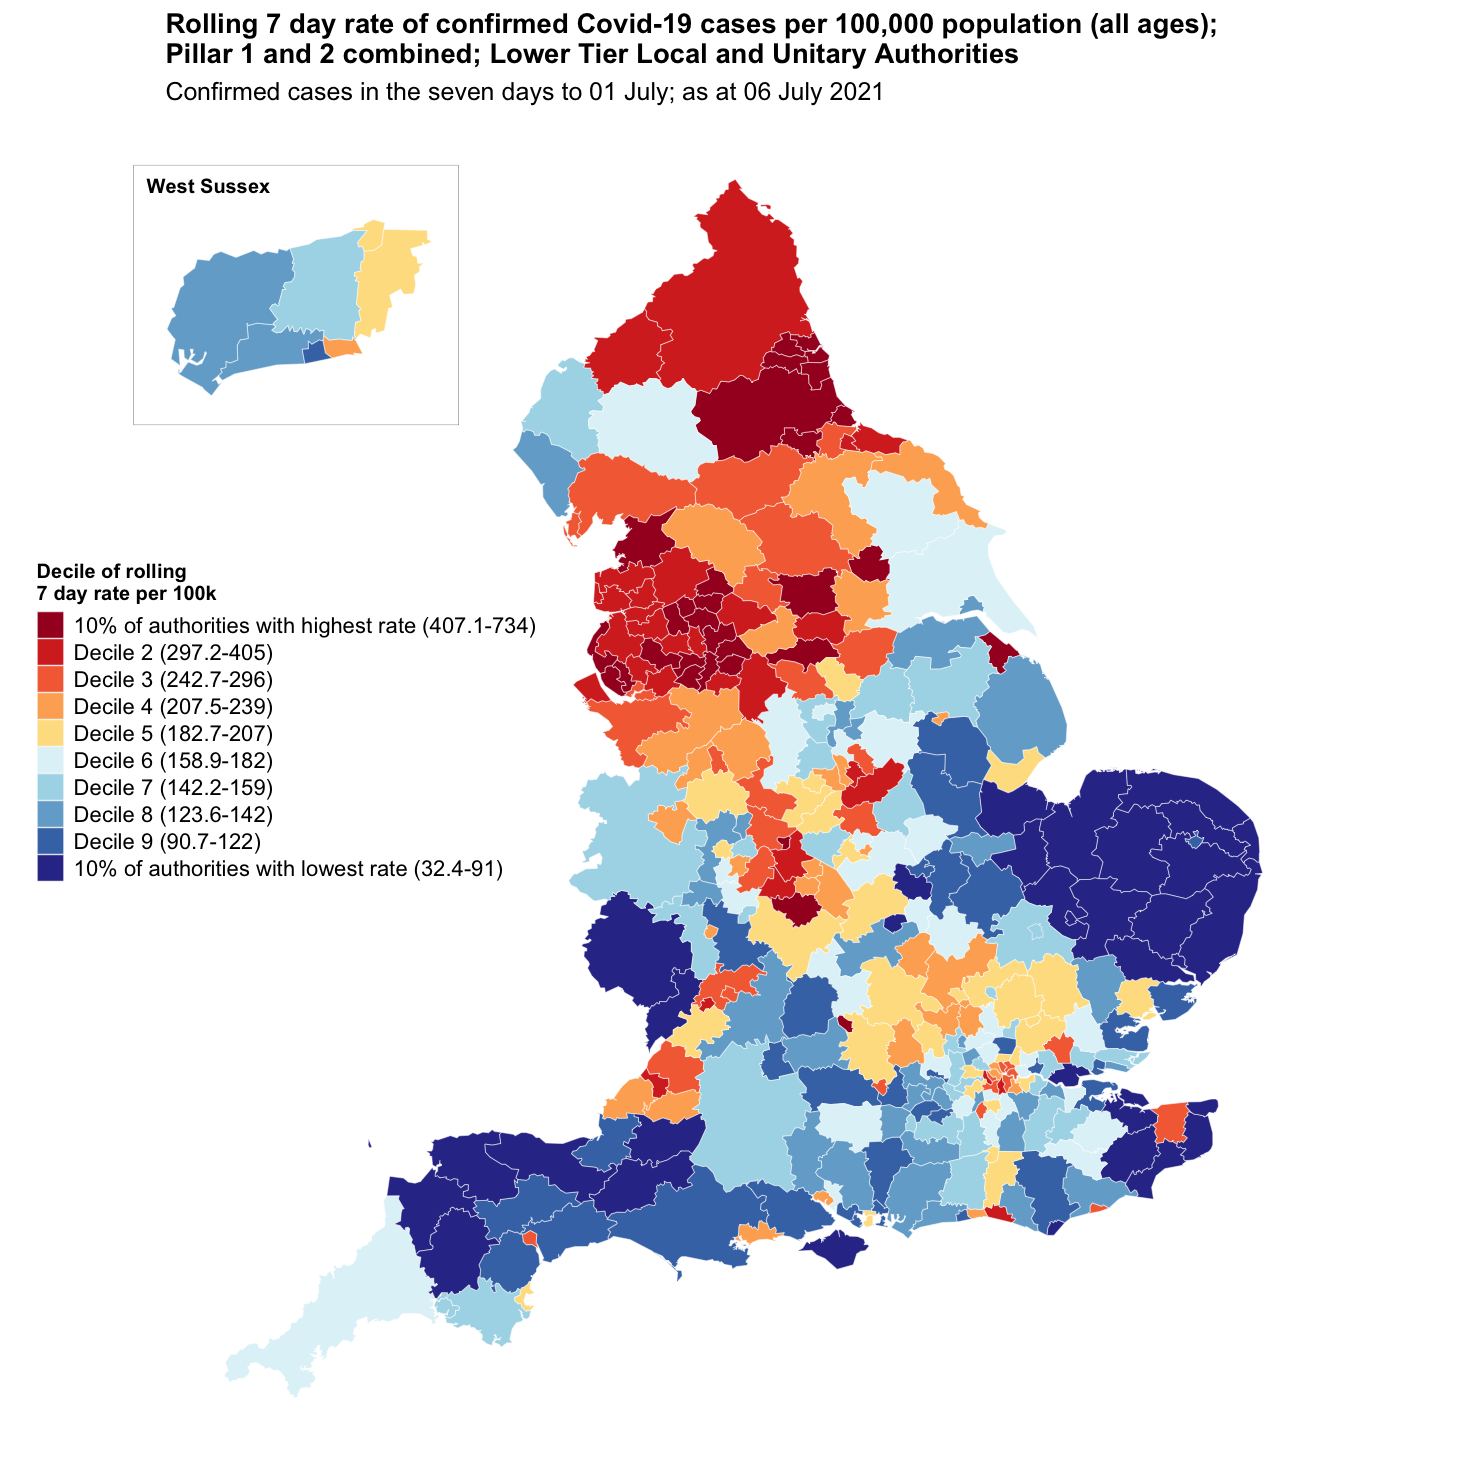 Rolling 7 day rate of confirmed Covid-19 cases per 100,000 population (all ages);
Pillar 1 and 2 combined; Lower Tier Local and Unitary Authorities
Confirmed cases in the seven days to 01 July; as at 06 July 2021
West Sussex
Decile of rolling
7 day rate per 100k
10% of authorities with highest rate (407.1-734)
Decile 2 (297.2-405)
Decile 3 (242.7-296)
Decile 4 (207.5-239)
Decile 5 (182.7-207)
Decile 6 (158.9-182)
Decile 7 (142.2-159)
Decile 8 (123.6-142)
Decile 9 (90.7-122)
10% of authorities with lowest rate (32.4-91)